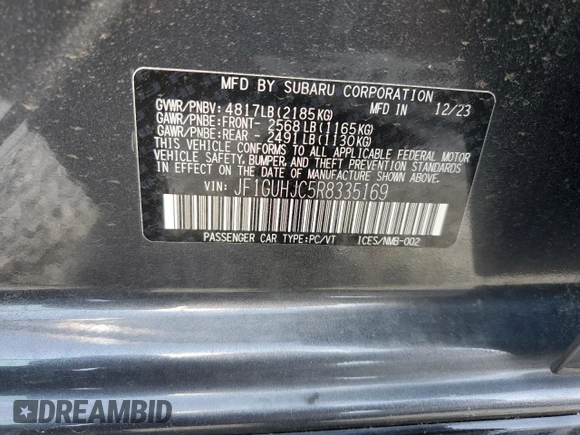 MFD BY SUBARU CORPORATION
GVWR/PNBV: 4817LB(2185KG) MFD IN 12/23
GAWR/PNBE:FRONT- 2568LB(1165KG)
GAWR/PNBE:REAR - 2491LB(1130KG)
THIS VEHICLE CONFORMS TO ALL APPLICABLE FEDERAL MOTOR
VEHICLE SAFETY, BUMPER, AND THEFT PREVENTION STANDARDS
IN EFFECT ON THE DATE OF MANUFACTURE SHOWN ABOVE.
VIN: JF1GUHJC5R8335169
PASSENGER CAR TYPE:PC/VT ICES/NMB-002
DREAMBID